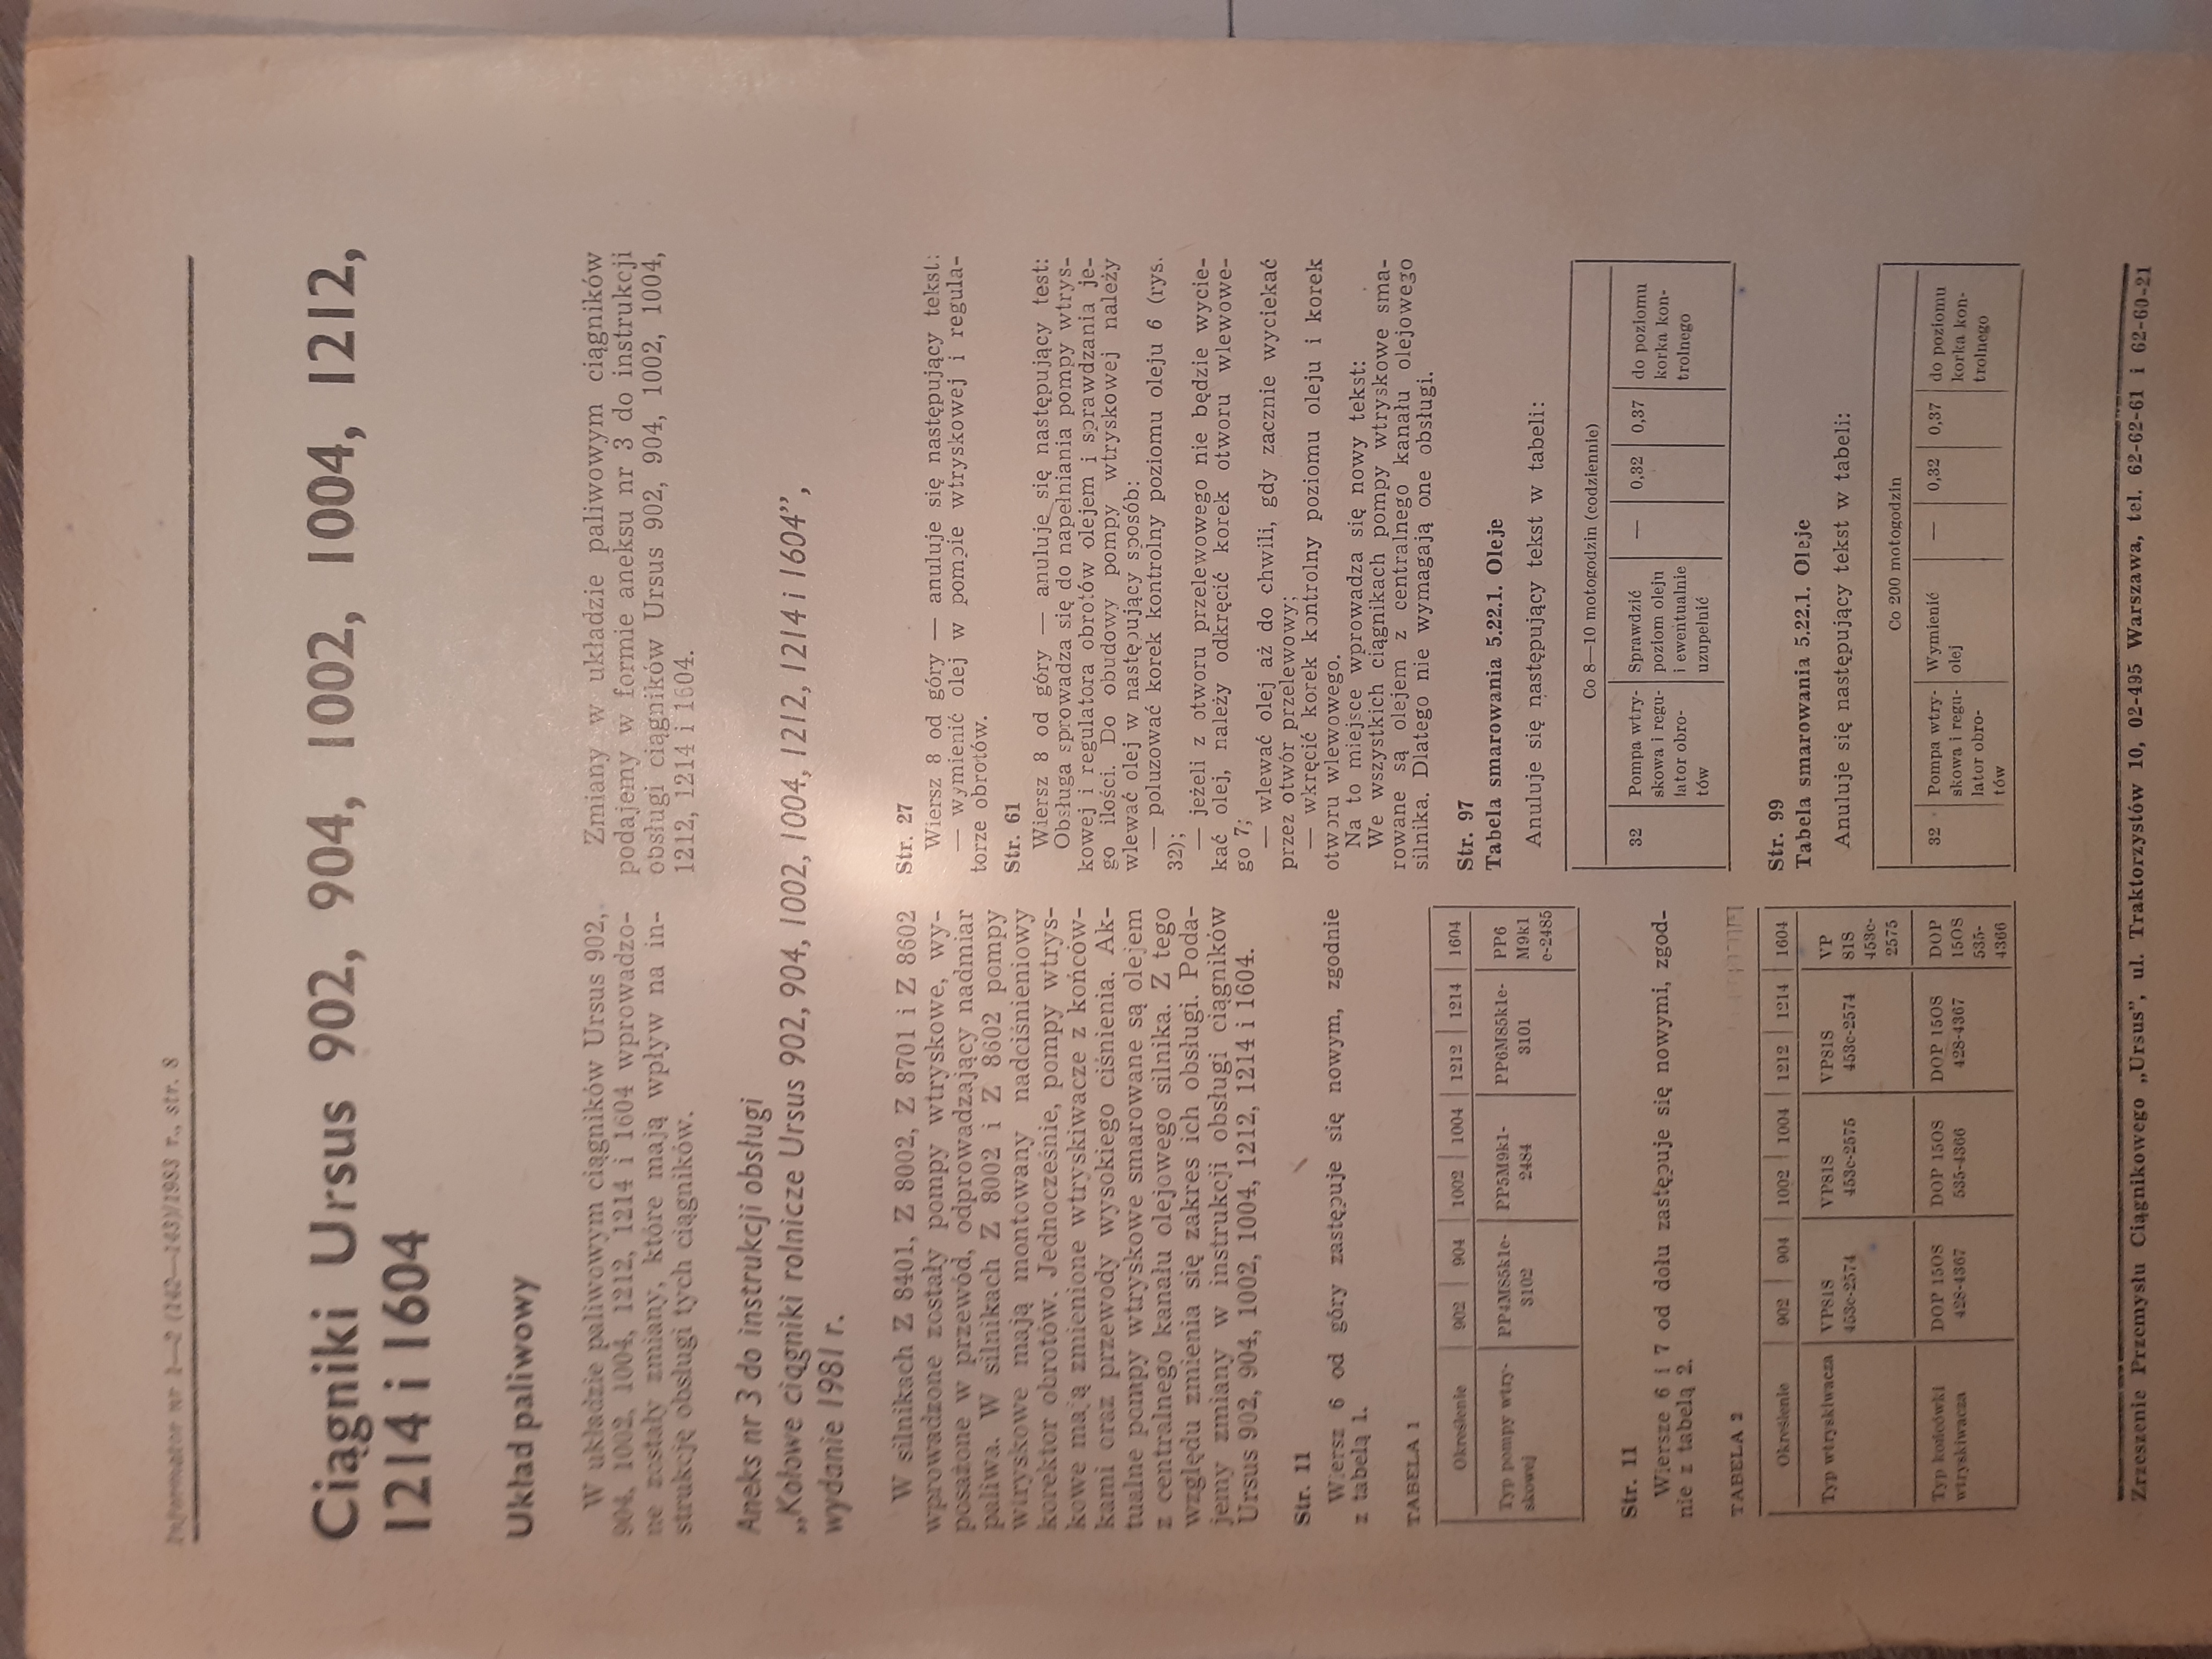 Informator nr 1—2 (142—143)/1983 r., str. 8
Ciągniki Ursus 902, 904, 1002, 1004, 1212,
1214 i 1604
Układ paliwowy
W układzie paliwowym ciągników Ursus 902,
904, 1002, 1004, 1212, 1214 i 1604 wprowadzo-
ne zostały zmiany, które mają wpływ na in-
strukcję obsługi tych ciągników.
Zmiany w układzie paliwowym ciągników
podajemy w formie aneksu nr 3 do instrukcji
obsługi ciągników Ursus 902, 904, 1002, 1004,
1212, 1214 i 1604.
Aneks nr 3 do instrukcji obsługi
„Kołowe ciągniki rolnicze Ursus 902, 904, 1002, 1004, 1212, 1214 i 1604”,
wydanie 1981 r.
W silnikach Z 8401, Z 8002, Z 8701 i Z 8602
wprowadzone zostały pompy wtryskowe, wy-
posażone w przewód, odprowadzający nadmiar
paliwa. W silnikach Z 8002 i Z 8602 pompy
wtryskowe mają montowany nadciśnieniowy
korektor obrotów. Jednocześnie, pompy wtrys-
kowe mają zmienione wtryskiwacze z końców-
kami oraz przewody wysokiego ciśnienia. Ak-
tualne pompy wtryskowe smarowane są olejem
z centralnego kanału olejowego silnika. Z tego
względu zmienia się zakres ich obsługi. Poda-
jemy zmiany w instrukcji obsługi ciągników
Ursus 902, 904, 1002, 1004, 1212, 1214 i 1604.
Str. 11
Wiersz 6 od góry zastępuje się nowym, zgodnie
z tabelą 1.
TABELA 1
Określenie | 902 | 904 | 1002 | 1004 | 1212 | 1214 | 1604
Typ pompy wtry- | PP4M85k1e- | PP5M9k1- | PP6M85k1e- | PP6
skowej | 3102 | 2484 | 3101 | M9k1
e-2485
Str. 11
Wiersze 6 i 7 od dołu zastępuje się nowymi, zgod-
nie z tabelą 2.
TABELA 2
Określenie | 902 | 904 | 1002 | 1004 | 1212 | 1214 | 1604
Typ wtryskiwacza | VP81S | VP81S | VP81S | VP
453c-2574 | 453c-2575 | 453c-2574 | 81S
453c-
2575
Typ końcówki | DOP 150S | DOP 150S | DOP 150S | DOP
wtryskiwacza | 428-4367 | 535-4366 | 428-4367 | 150S
535-
4366
Str. 27
Wiersz 8 od góry — anuluje się następujący tekst:
— wymienić olej w pompie wtryskowej i regula-
torze obrotów.
Str. 61
Wiersz 8 od góry — anuluje się następujący test:
Obsługa sprowadza się do napełniania pompy wtrys-
kowej i regulatora obrotów olejem i sprawdzania je-
go ilości. Do obudowy pompy wtryskowej należy
wlewać olej w następujący sposób:
— poluzować korek kontrolny poziomu oleju 6 (rys.
32);
— jeżeli z otworu przelewowego nie będzie wycie-
kać olej, należy odkręcić korek otworu wlewowe-
go 7;
— wlewać olej aż do chwili, gdy zacznie wyciekać
przez otwór przelewowy;
— wkręcić korek kontrolny poziomu oleju i korek
otworu wlewowego.
Na to miejsce wprowadza się nowy tekst:
We wszystkich ciągnikach pompy wtryskowe sma-
rowane są olejem z centralnego kanału olejowego
silnika. Dlatego nie wymagają one obsługi.
Str. 97
Tabela smarowania 5.22.1. Oleje
Anuluje się następujący tekst w tabeli:
Co 8—10 motogodzin (codziennie)
32 | Pompa wtry- | Sprawdzić | — | 0,32 | 0,37 | do poziomu
skowa i regu- | poziom oleju | korka kon-
lator obro- | i ewentualnie | trolnego
tów | uzupełnić
Str. 99
Tabela smarowania 5.22.1. Oleje
Anuluje się następujący tekst w tabeli:
Co 200 motogodzin
32 | Pompa wtry- | Wymienić | — | 0,32 | 0,37 | do poziomu
skowa i regu- | olej | korka kon-
lator obro- | trolnego
tów
Zrzeszenie Przemysłu Ciągnikowego „Ursus”, ul. Traktorzystów 10, 02-495 Warszawa, tel. 62-62-61 i 62-60-21